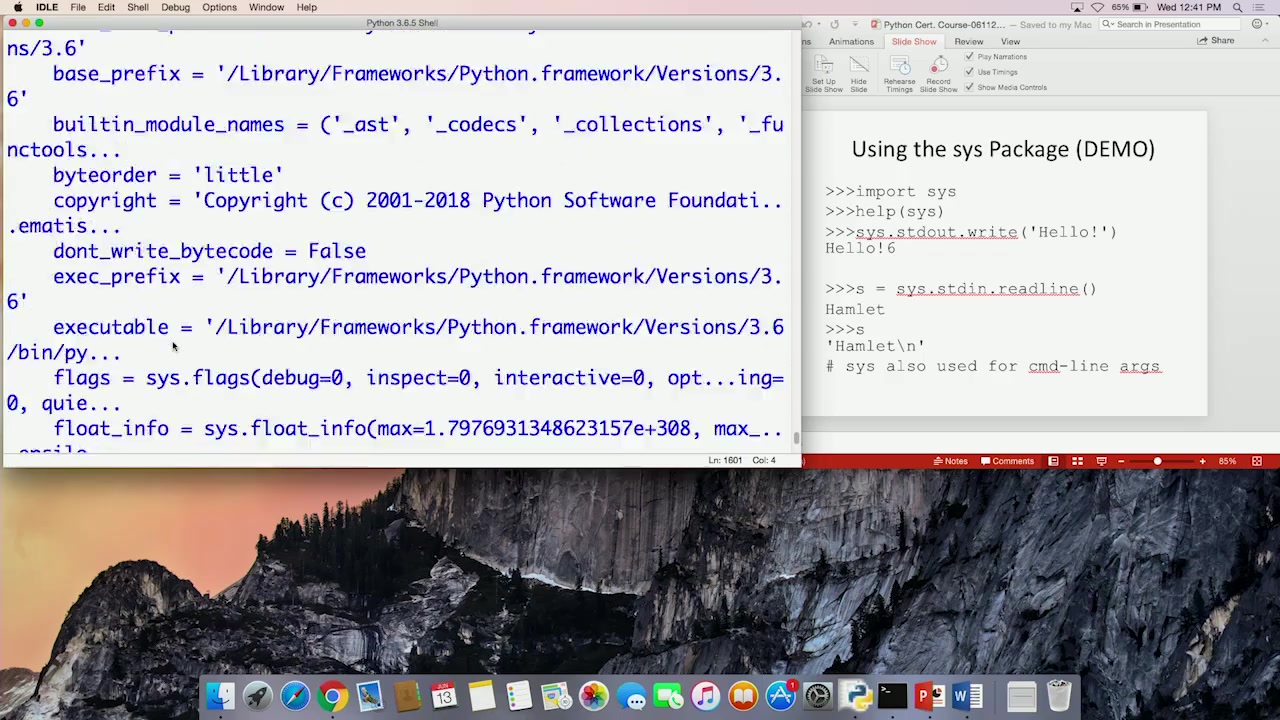 IDLE File Edit Shell Debug Options Window Help
65% Wed 12:41 PM
Python 3.6.5 Shell
ns/3.6'
base_prefix = '/Library/Frameworks/Python.framework/Versions/3.
6'
builtin_module_names = ('_ast', '_codecs', '_collections', '_fu
nctools...
byteorder = 'little'
copyright = 'Copyright (c) 2001-2018 Python Software Foundati..
.ematis...
dont_write_bytecode = False
exec_prefix = '/Library/Frameworks/Python.framework/Versions/3.
6'
executable = '/Library/Frameworks/Python.framework/Versions/3.6
/bin/py...
flags = sys.flags(debug=0, inspect=0, interactive=0, opt...ing=
0, quie...
float_info = sys.float_info(max=1.7976931348623157e+308, max_..
Ln: 1601 Col: 4
Python Cert. Course-06112... — Saved to my Mac
Search in Presentation
ns Animations Slide Show Review View
Share
Set Up
Slide Show
Hide
Slide
Rehearse
Timings
Record
Slide Show
Play Narrations
Use Timings
Show Media Controls
Using the sys Package (DEMO)
>>>import sys
>>>help(sys)
>>>sys.stdout.write('Hello!')
Hello!6
>>>s = sys.stdin.readline()
Hamlet
>>>s
'Hamlet\n'
# sys also used for cmd-line args
Notes Comments 85%
JUN
13
1